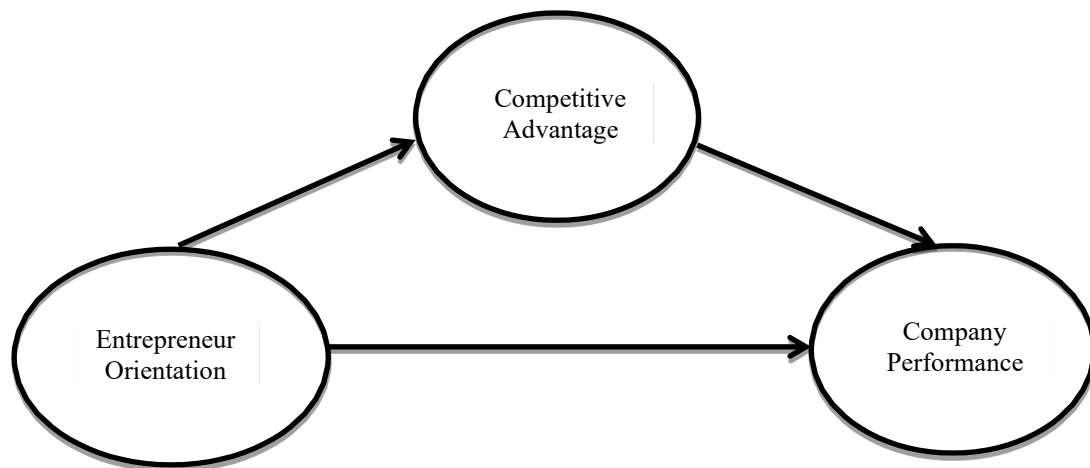 Competitive
Advantage
Entrepreneur
Orientation
Company
Performance